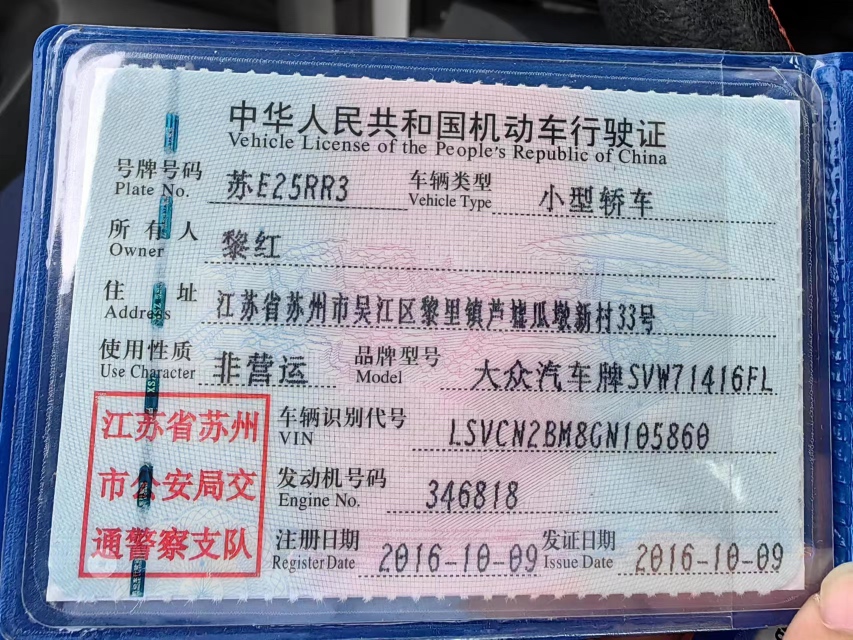 中华人民共和国机动车行驶证
Vehicle License of the People's Republic of China
号牌号码 苏E25RR3 车辆类型 小型轿车
Plate No. Vehicle Type
所有人 黎红
Owner
住址 江苏省苏州市吴江区黎里镇芦墟瓜墩新村33号
Address
使用性质 非营运 品牌型号 大众汽车牌SVW71416FL
Use Character Model
江苏省苏州
市公安局交
通警察支队
车辆识别代号 LSVCN2BM8GN105860
VIN
发动机号码 346818
Engine No.
注册日期 2016-10-09 发证日期 2016-10-09
Register Date Issue Date